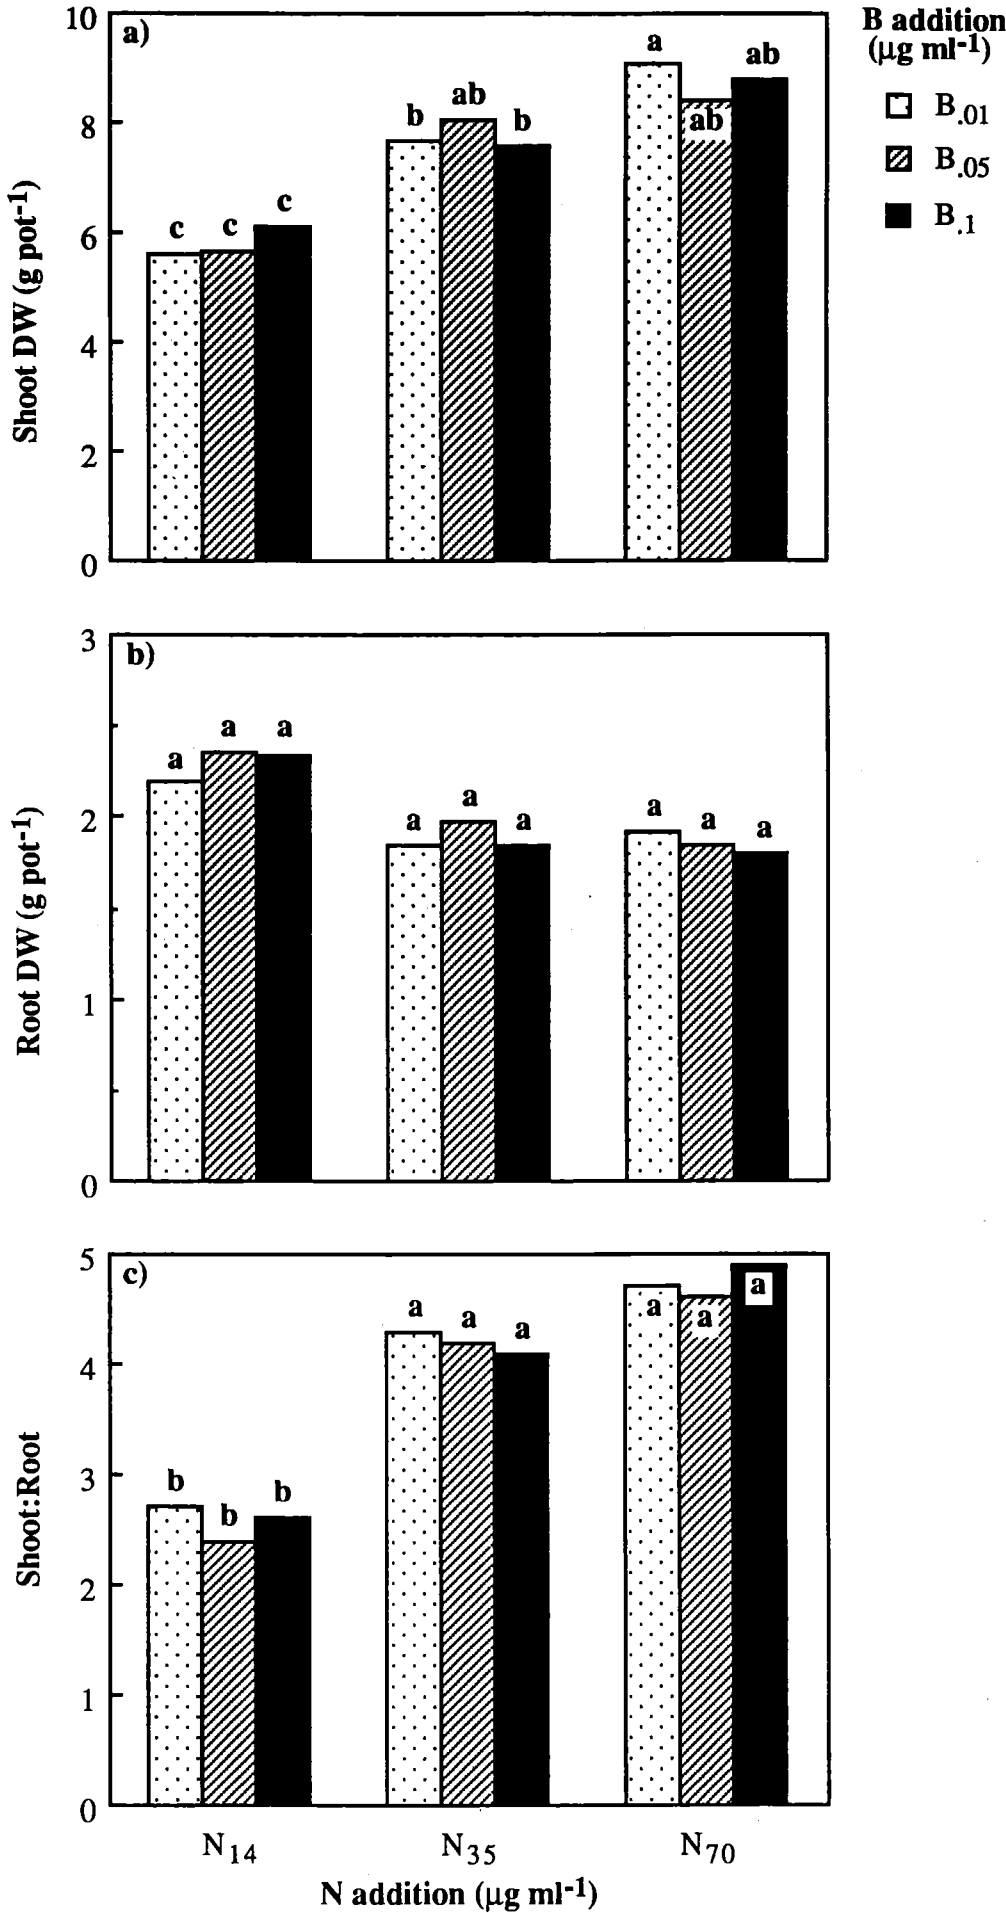 B addition
(µg ml-1)
B.01
B.05
B.1
a)
10
8
6
4
2
0
Shoot DW (g pot-1)
c c c
b ab b
a ab ab
b)
3
2
1
0
Root DW (g pot-1)
a a a
a a a
a a a
c)
5
4
3
2
1
0
Shoot:Root
b b b
a a a
a a a
N14 N35 N70
N addition (µg ml-1)